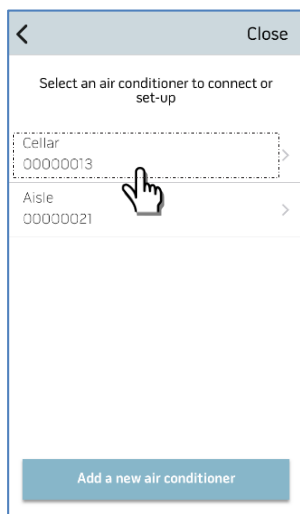 Close
Select an air conditioner to connect or
set-up
Cellar
00000013
Aisle
00000021
Add a new air conditioner